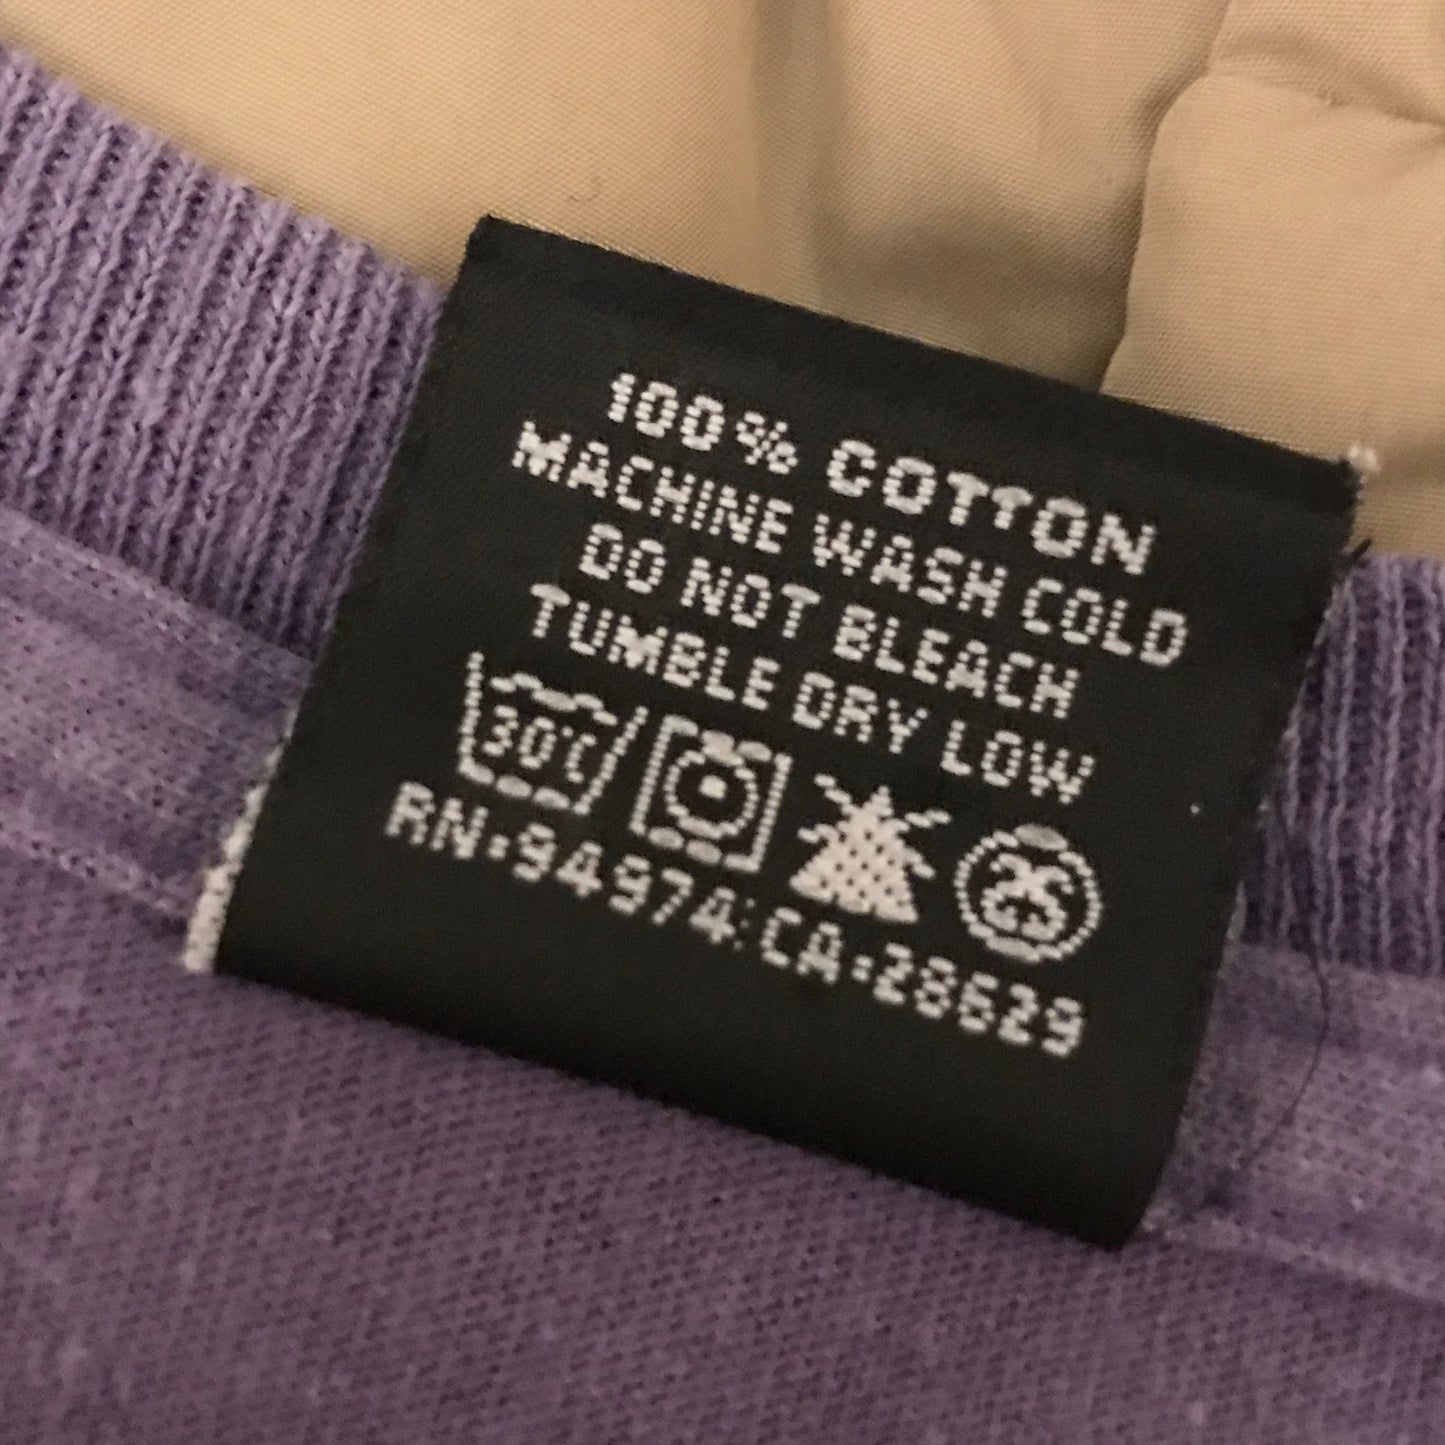 100% COTTON
MACHINE WASH COLD
DO NOT BLEACH
TUMBLE DRY LOW
30°C
RN:94974:CA:28629